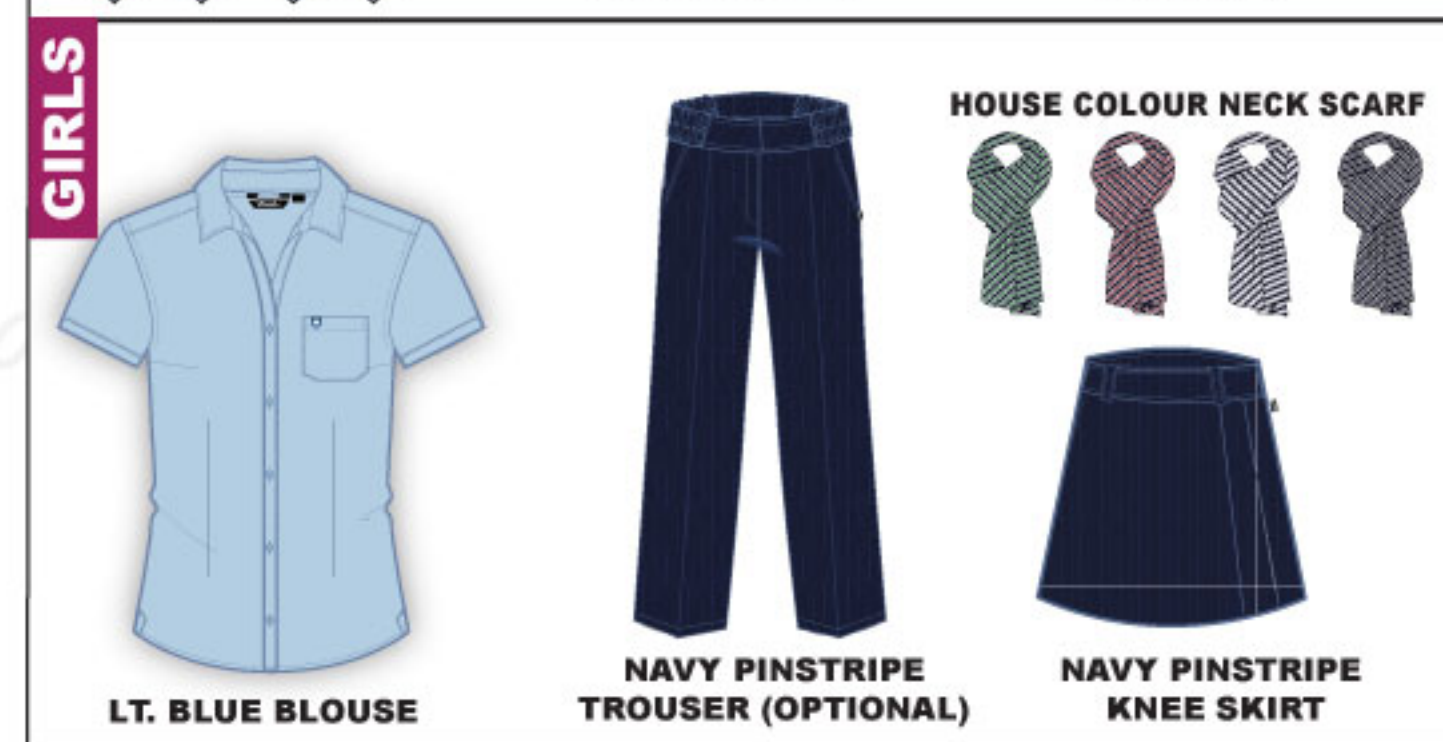 GIRLS
HOUSE COLOUR NECK SCARF
LT. BLUE BLOUSE
NAVY PINSTRIPE
TROUSER (OPTIONAL)
NAVY PINSTRIPE
KNEE SKIRT